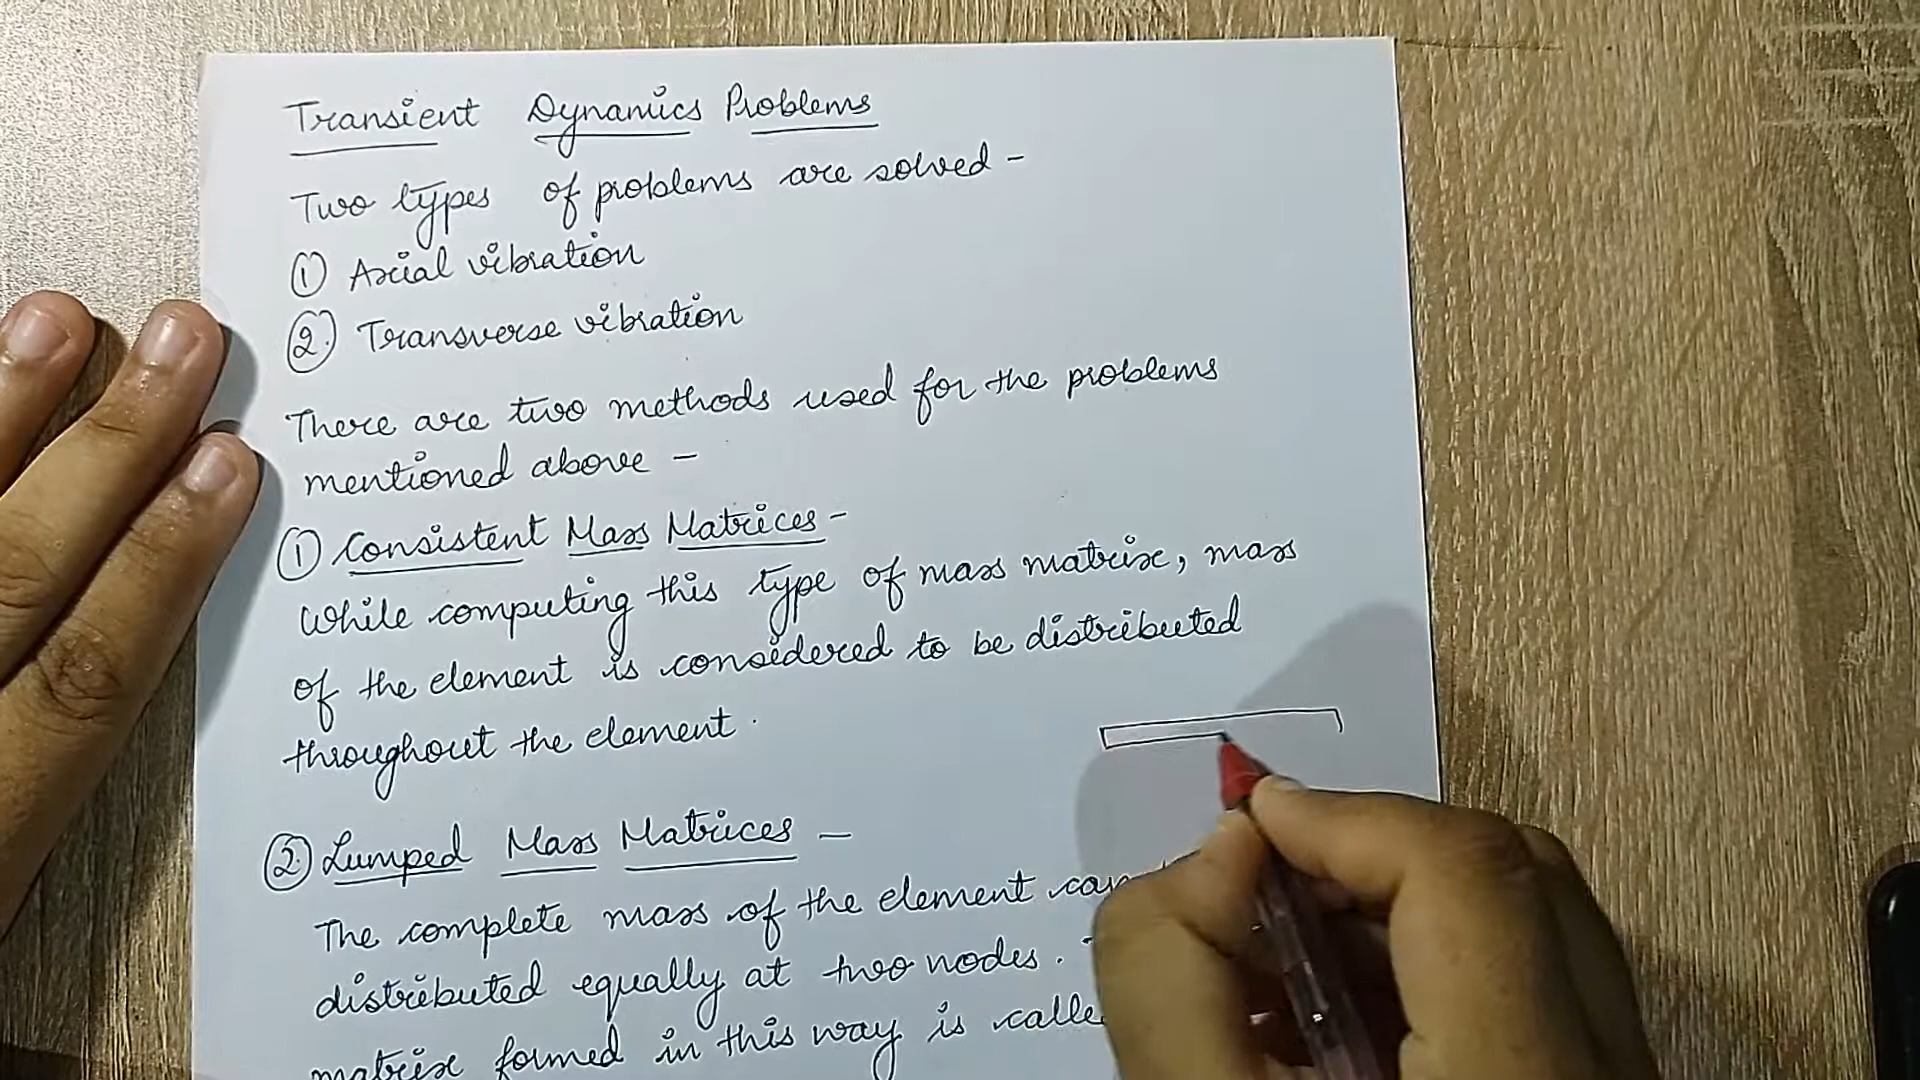 Transient Dynamics Problems
Two types of problems are solved -
① Axial vibration
②. Transverse vibration
There are two methods used for the problems
mentioned above -
① Consistent Mass Matrices -
While computing this type of mass matrix, mass
of the element is considered to be distributed
throughout the element.
②. Lumped Mass Matrices -
The complete mass of the element can
distributed equally at two nodes.
matrix formed in this way is